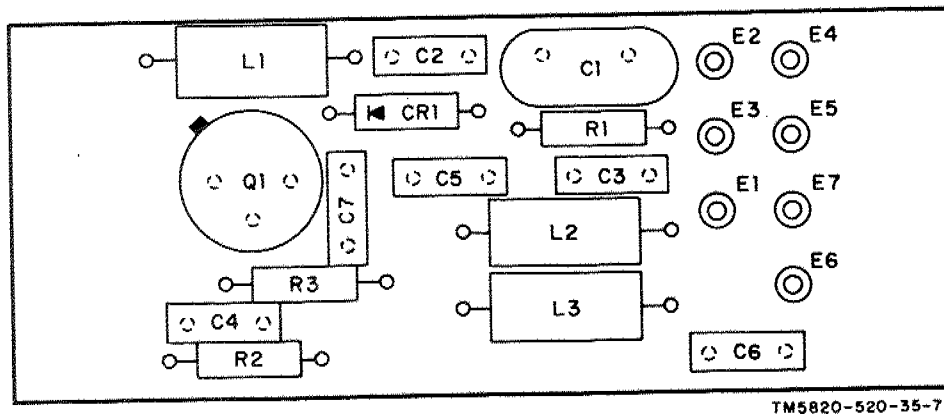 E2 E4
L1 C2 C1
CR1 E3 E5
R1
Q1 C5 C3 E1 E7
C7
L2
E6
R3
L3
C4
R2 C6
TM5820-520-35-7